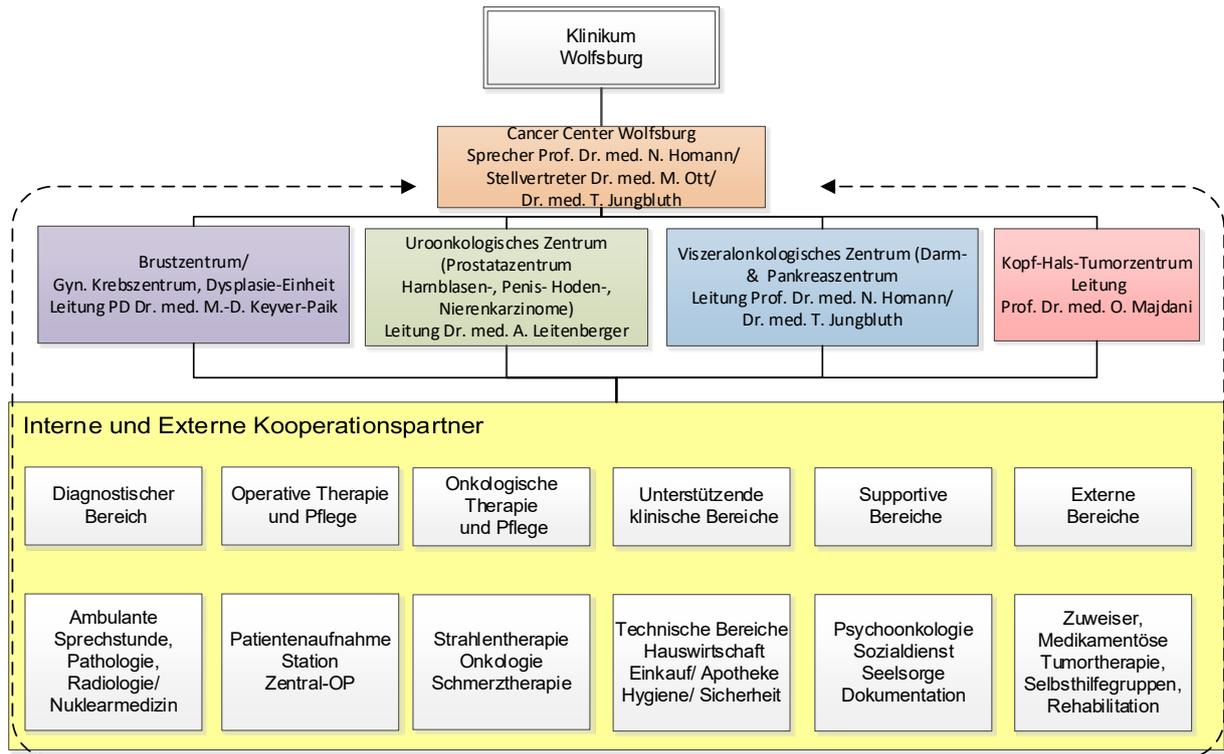 Klinikum
Wolfsburg
Cancer Center Wolfsburg
Sprecher Prof. Dr. med. N. Homann/
Stellvertreter Dr. med. M. Ott/
Dr. med. T. Jungbluth
Brustzentrum/
Gyn. Krebszentrum, Dysplasie-Einheit
Leitung PD Dr. med. M.-D. Keyver-Paik
Uroonkologisches Zentrum
(Prostatazentrum
Harnblasen-, Penis- Hoden-,
Nierenkarzinome)
Leitung Dr. med. A. Leitenberger
Viszeralonkologisches Zentrum (Darm-
& Pankreaszentrum
Leitung Prof. Dr. med. N. Homann/
Dr. med. T. Jungbluth
Kopf-Hals-Tumorzentrum
Leitung
Prof. Dr. med. O. Majdani
Interne und Externe Kooperationspartner
Diagnostischer
Bereich
Operative Therapie
und Pflege
Onkologische
Therapie
und Pflege
Unterstützende
klinische Bereiche
Supportive
Bereiche
Externe
Bereiche
Ambulante
Sprechstunde,
Pathologie,
Radiologie/
Nuklearmedizin
Patientenaufnahme
Station
Zentral-OP
Strahlentherapie
Onkologie
Schmerztherapie
Technische Bereiche
Hauswirtschaft
Einkauf/ Apotheke
Hygiene/ Sicherheit
Psychoonkologie
Sozialdienst
Seelsorge
Dokumentation
Zuweiser,
Medikamentöse
Tumortherapie,
Selbsthilfegruppen,
Rehabilitation